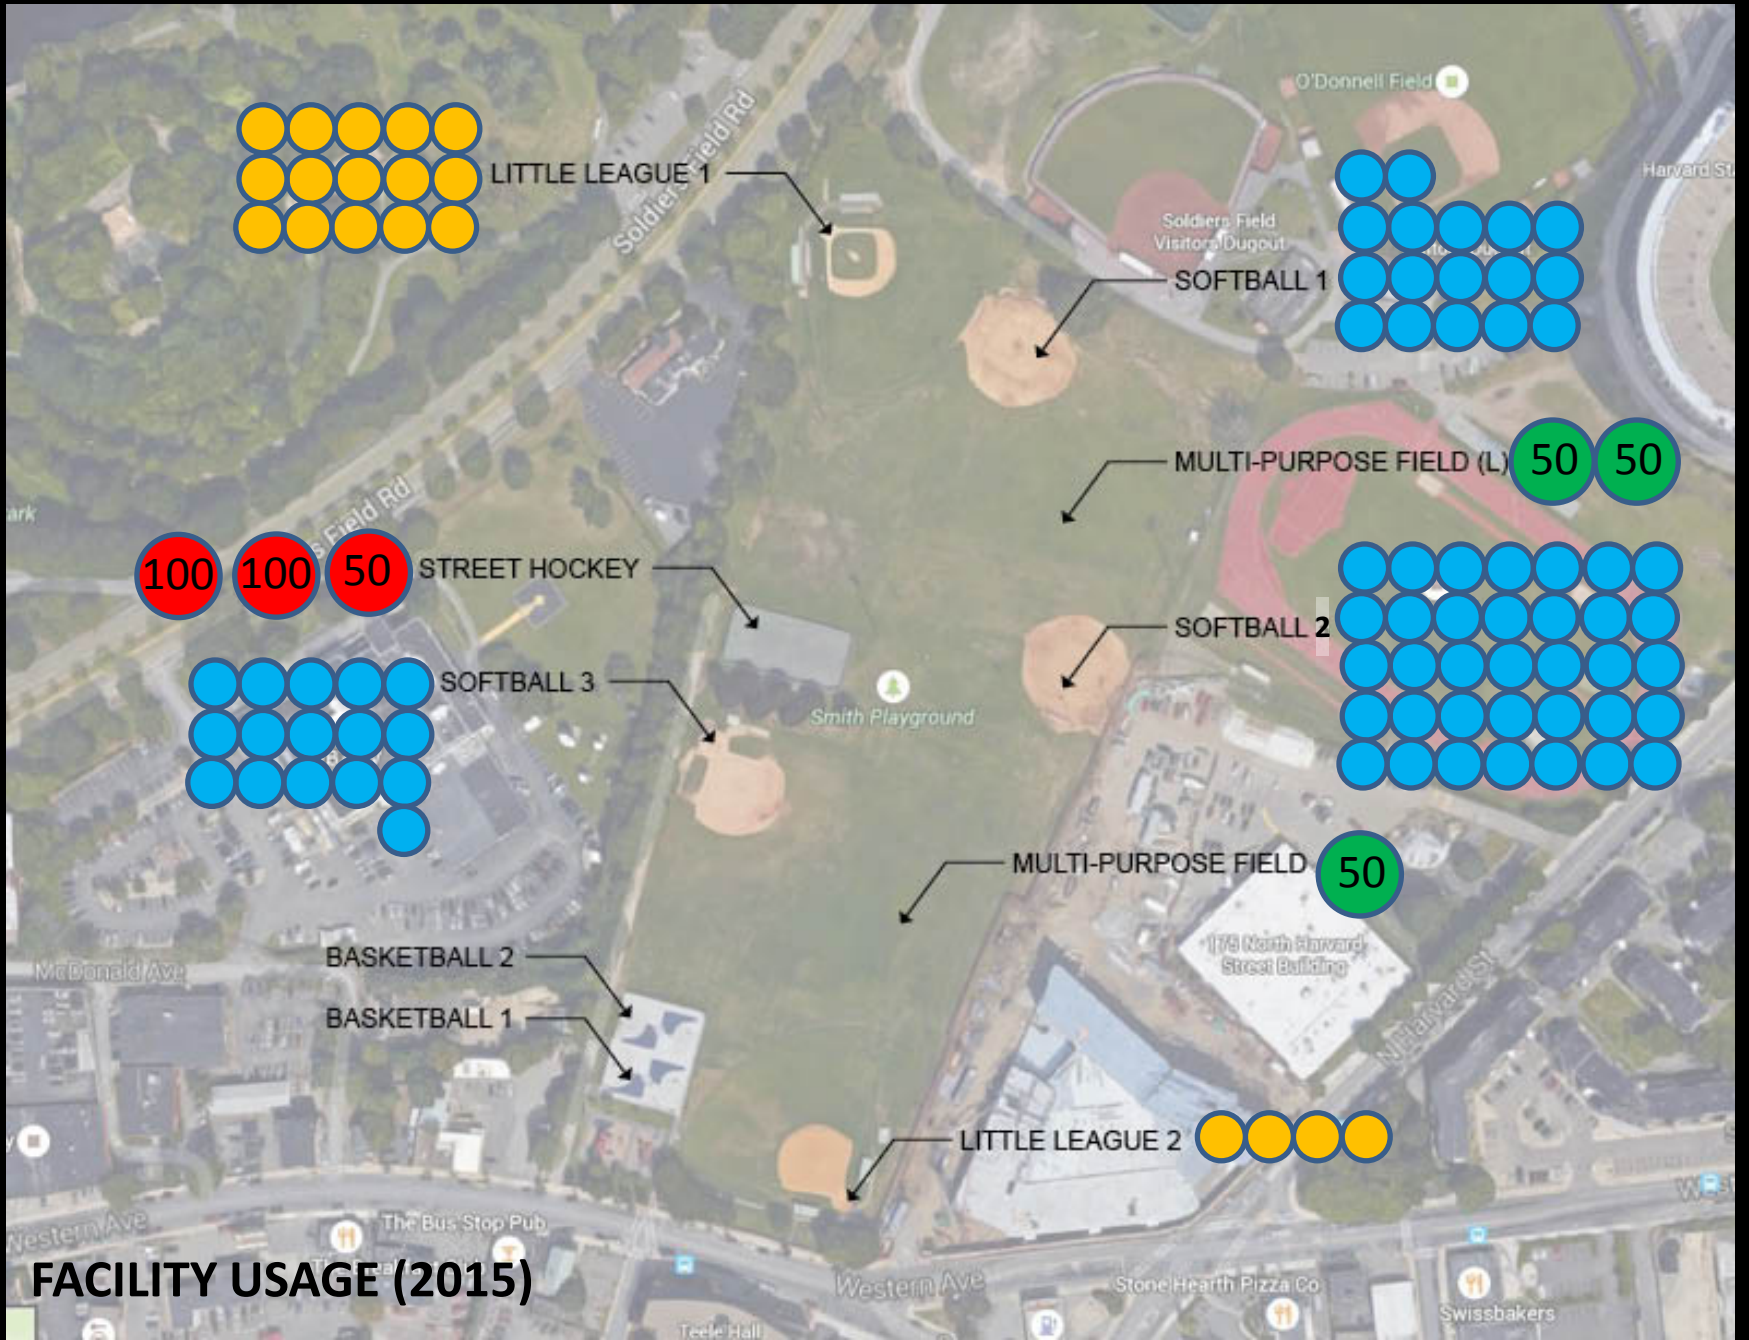 O'Donnell Field
Harvard St
LITTLE LEAGUE 1
Soldiers Field Rd
Soldiers Field
Visitors Dugout
SOFTBALL 1
MULTI-PURPOSE FIELD (L)
50
50
ark
s Field Rd
100
100
50
STREET HOCKEY
SOFTBALL 2
SOFTBALL 3
Smith Playground
MULTI-PURPOSE FIELD
50
175 North Harvard
Street Building
BASKETBALL 2
McDonald Ave
BASKETBALL 1
N Harvard St
LITTLE LEAGUE 2
Western Ave
The Bus Stop Pub
FACILITY USAGE (2015)
Western Ave
Stone Hearth Pizza Co
Swissbakers
Teele Hall